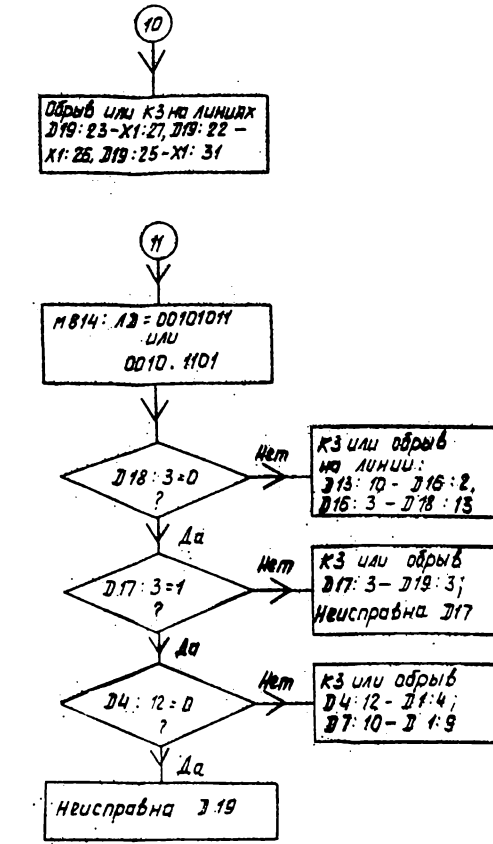 10
Обрыв или КЗ на линиях
D19:23-X1:27, D19:22 -
X1:26, D19:25-X1:31
11
МВ14: ЛД=00101011
или
0010.1101
D18:3=0
?
Нет
КЗ или обрыв
на линии:
D13:10-D16:2,
D16:3-D18:13
Да
D17:3=1
?
Нет
КЗ или обрыв
D17:3-D19:3;
Неисправна D17
Да
D4:12=0
?
Нет
КЗ или обрыв
D4:12-D1:4;
D7:10-D1:9
Да
Неисправна D.19